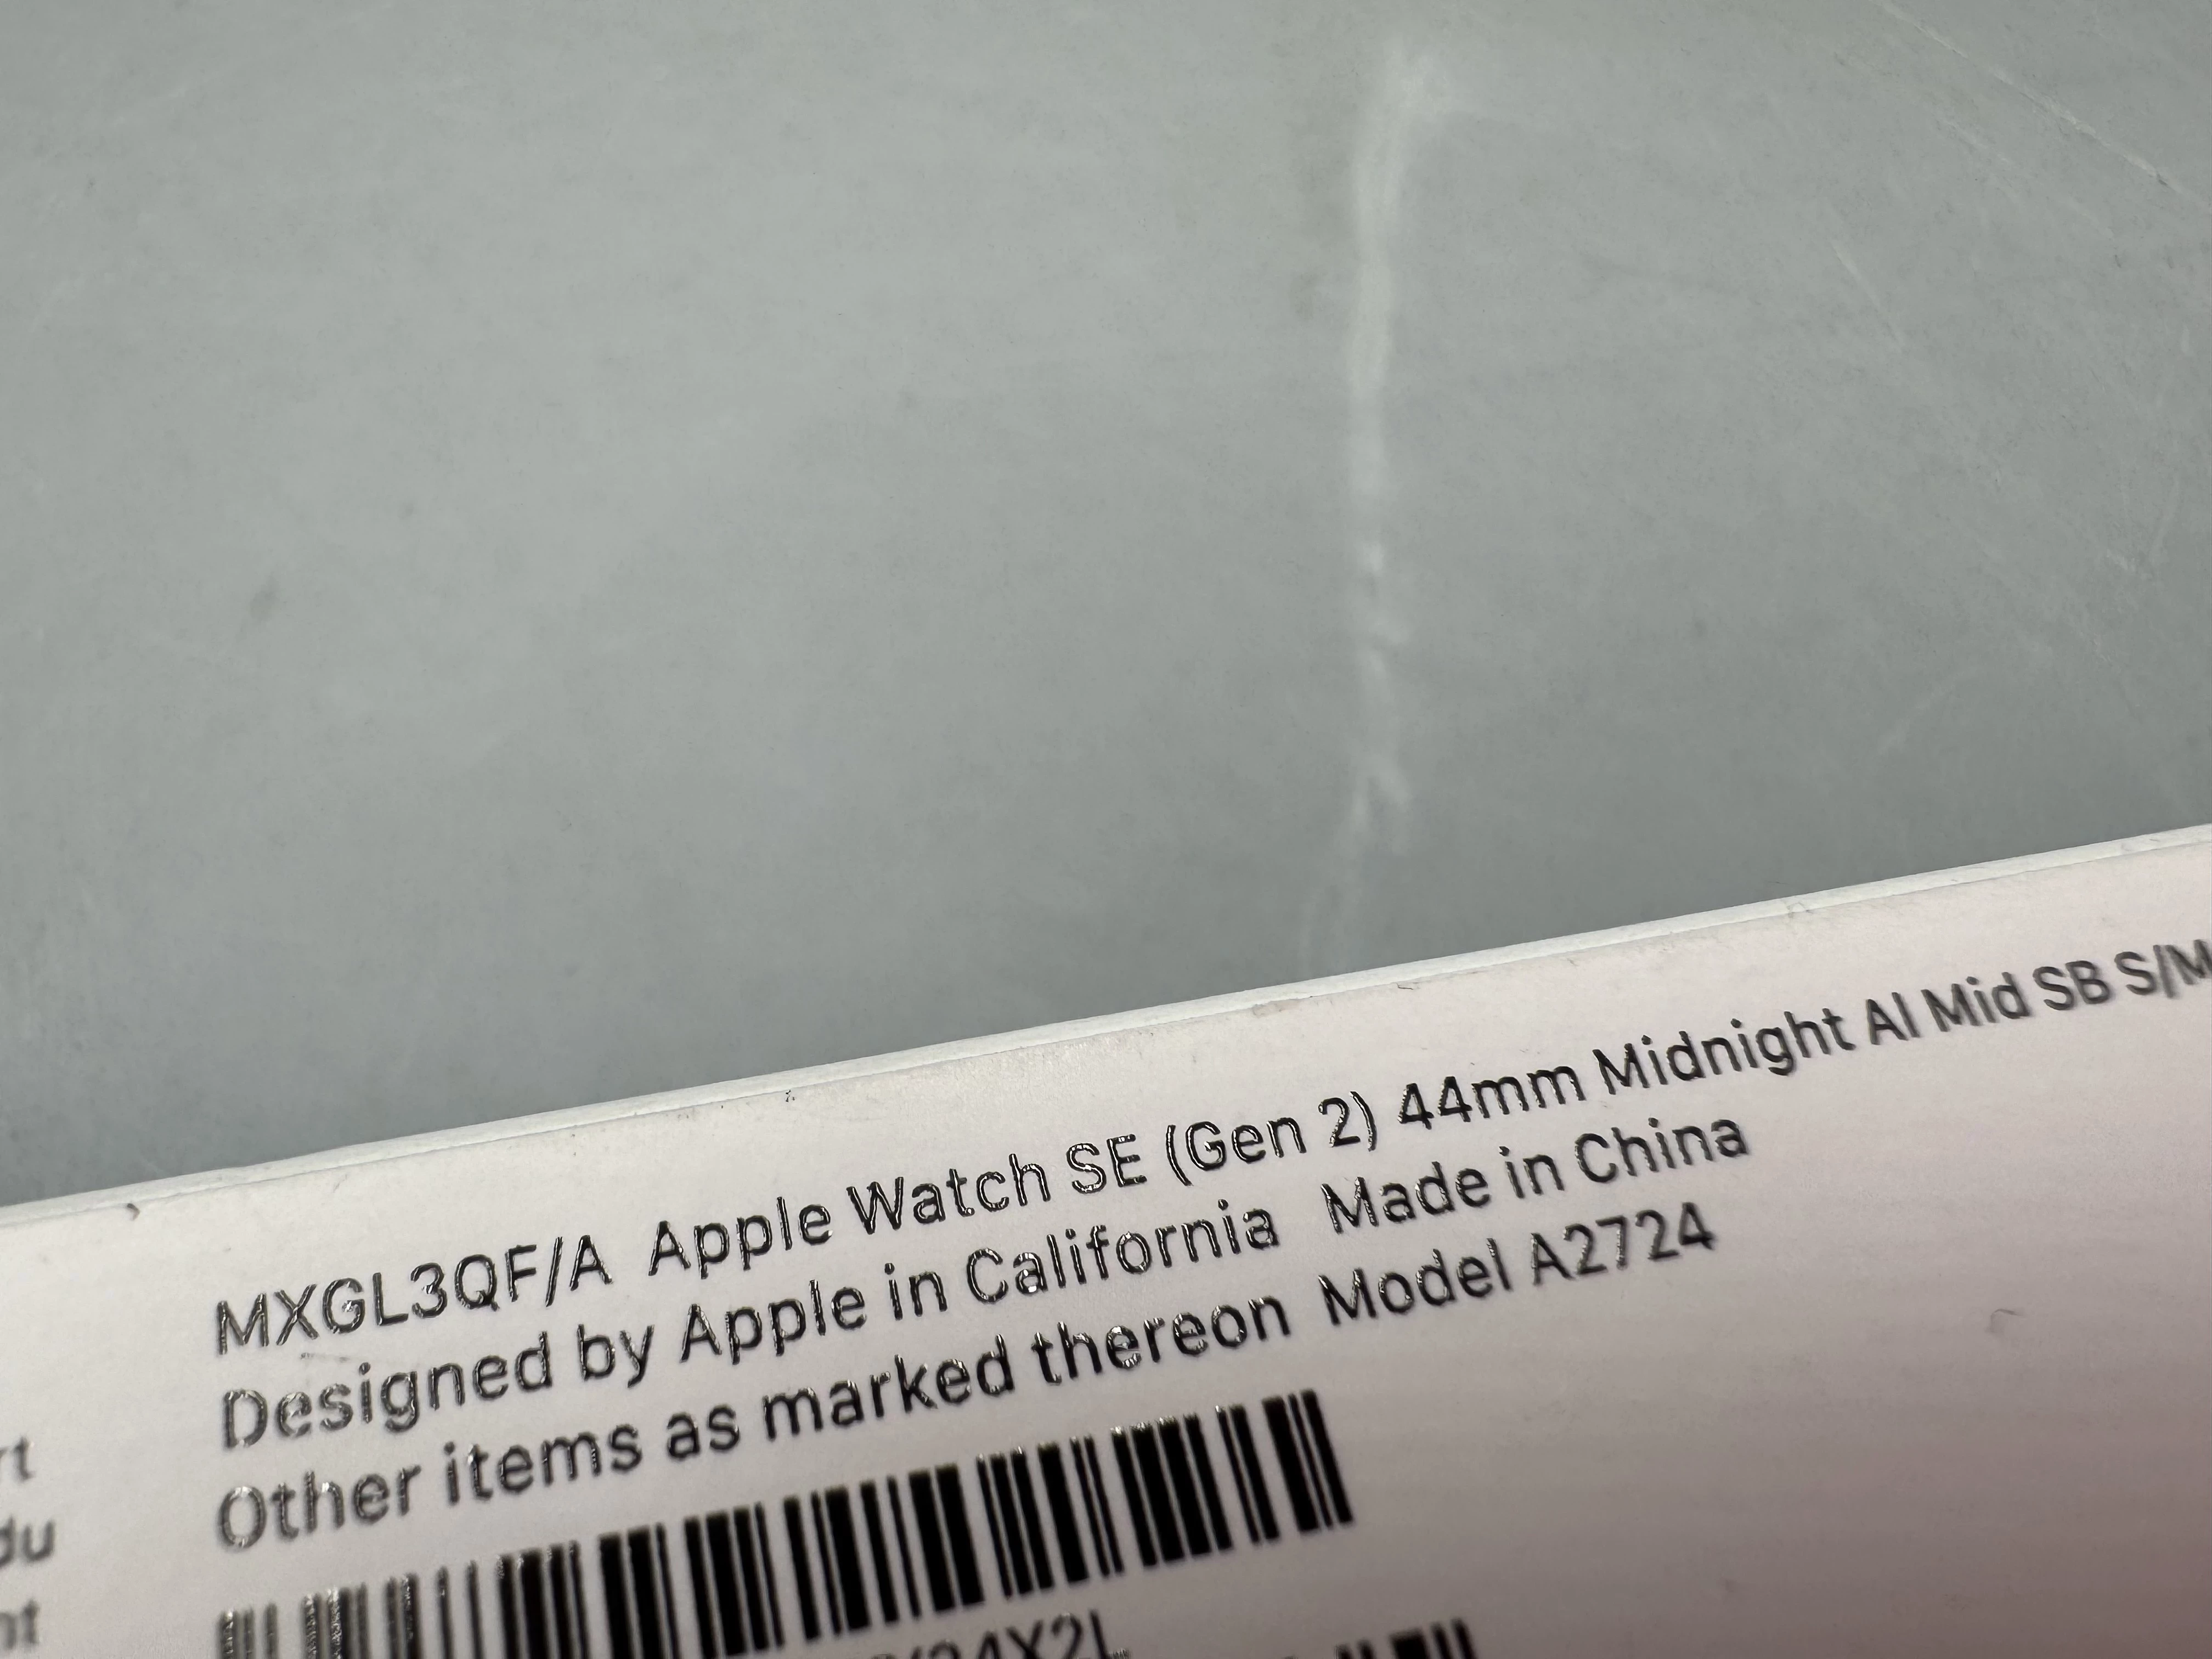 MXGL3QF/A Apple Watch SE (Gen 2) 44mm Midnight Al Mid SB S/M
Designed by Apple in California Made in China
Other items as marked thereon Model A2724